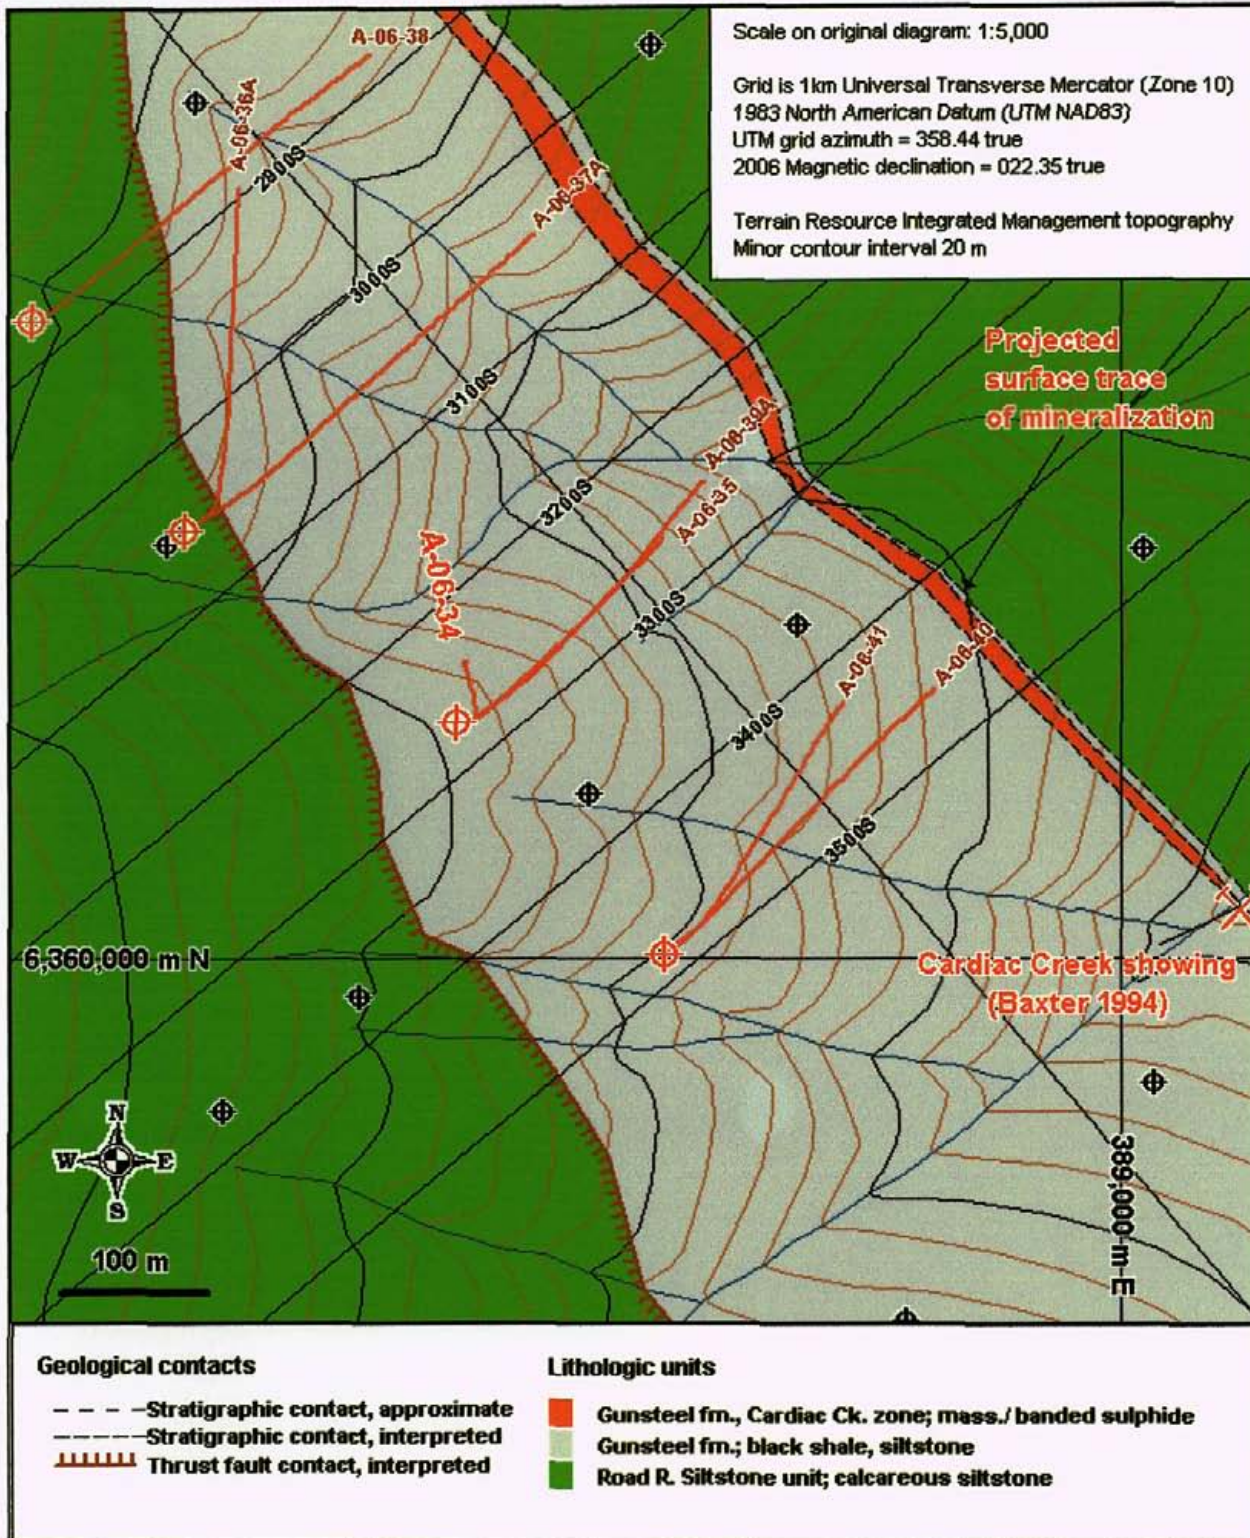 Scale on original diagram: 1:5,000
Grid is 1km Universal Transverse Mercator (Zone 10)
1983 North American Datum (UTM NAD83)
UTM grid azimuth = 358.44 true
2006 Magnetic declination = 022.35 true
Terrain Resource Integrated Management topography
Minor contour interval 20 m
A-06-38
A-06-36A
2900S
A-06-37A
3000S
Projected
surface trace
of mineralization
3100S
A-06-39A
A-06-35
3200S
A-06-34
3300S
A-06-41
A-06-40
3400S
3500S
6,360,000 m N
Cardiac Creek showing
(Baxter 1994)
389,000 m E
N
W
E
S
100 m
Geological contacts
Stratigraphic contact, approximate
Stratigraphic contact, interpreted
Thrust fault contact, interpreted
Lithologic units
Gunsteel fm., Cardiac Ck. zone; mass./ banded sulphide
Gunsteel fm.; black shale, siltstone
Road R. Siltstone unit; calcareous siltstone